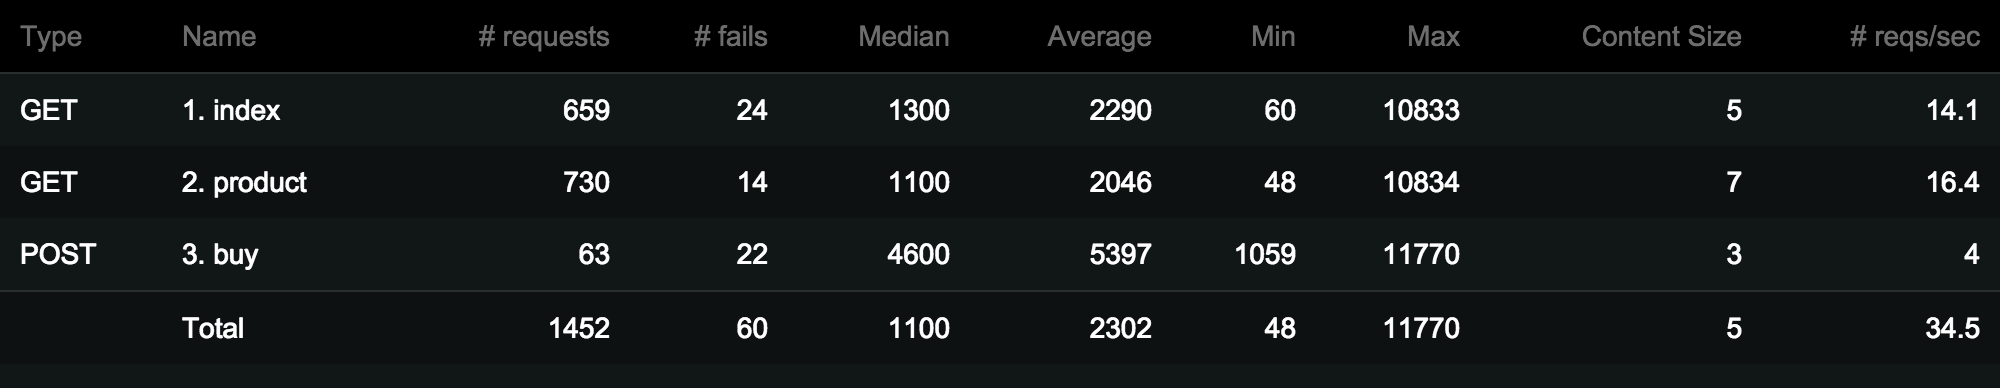 Type Name # requests # fails Median Average Min Max Content Size # reqs/sec
GET 1. index 659 24 1300 2290 60 10833 5 14.1
GET 2. product 730 14 1100 2046 48 10834 7 16.4
POST 3. buy 63 22 4600 5397 1059 11770 3 4
Total 1452 60 1100 2302 48 11770 5 34.5